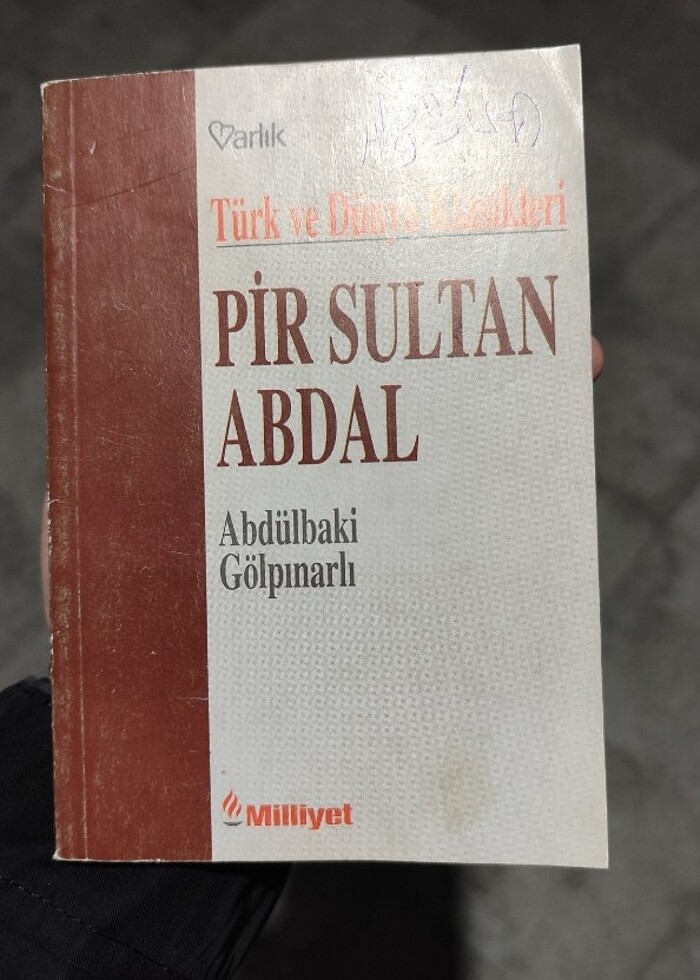 Varlık
Türk ve Dünya Klasikleri
PİR SULTAN
ABDAL
Abdülbaki
Gölpınarlı
Milliyet